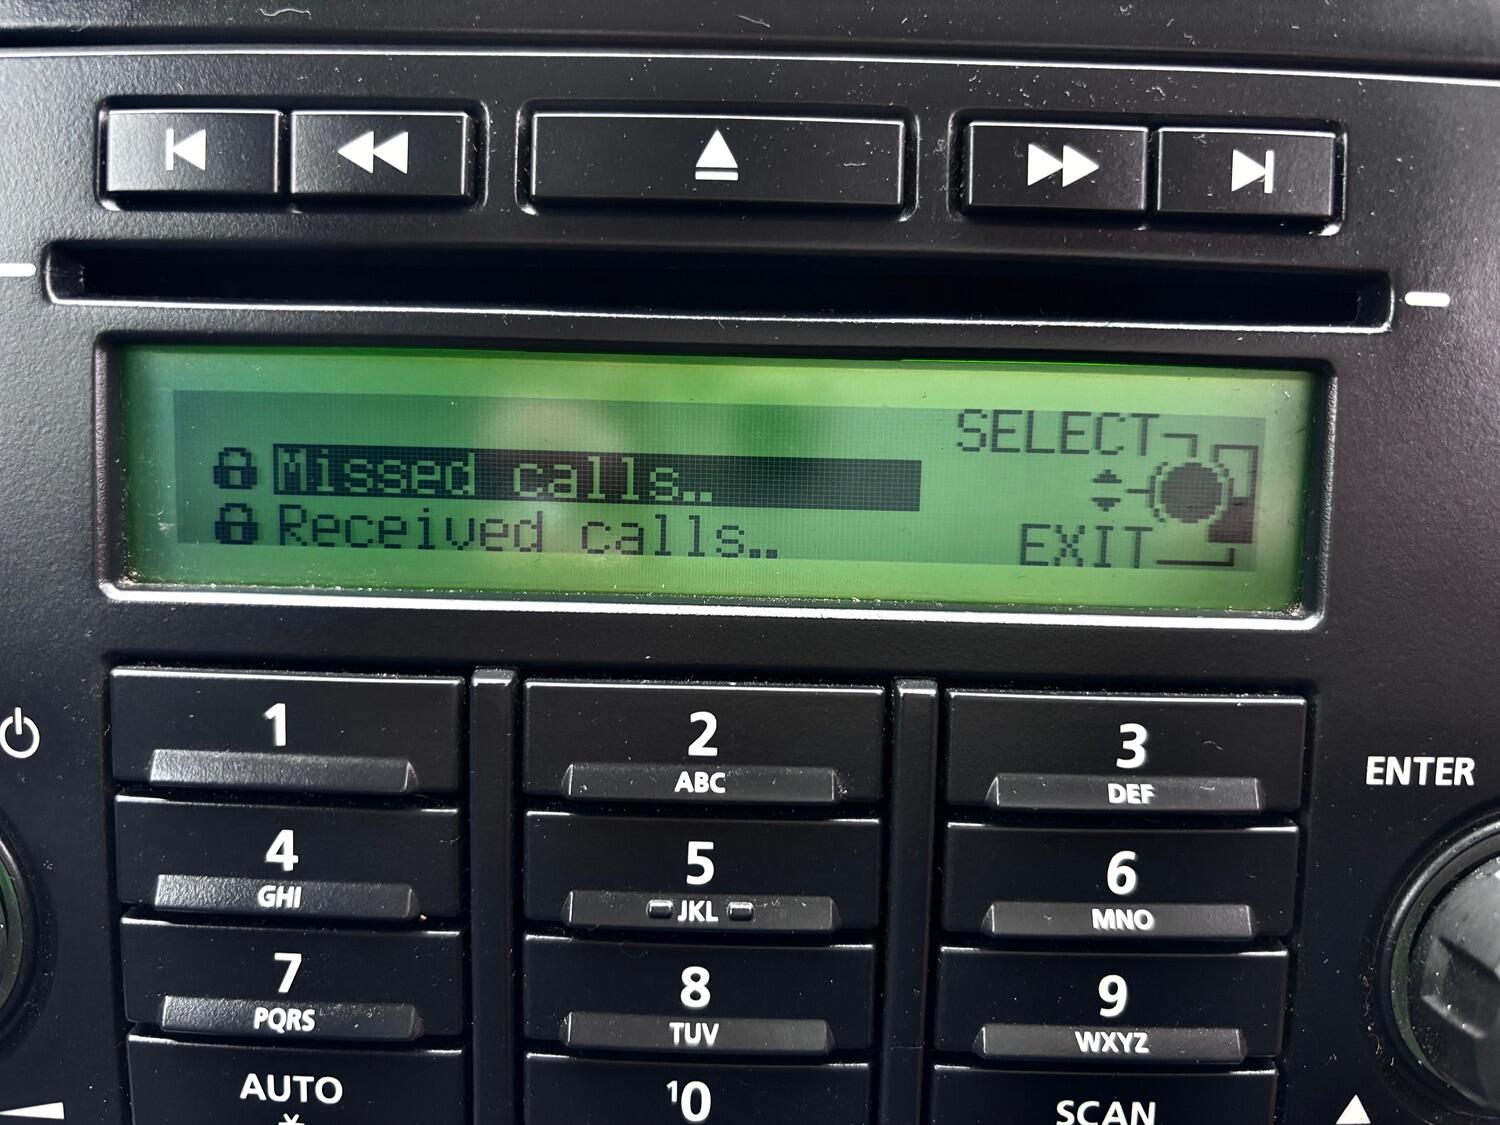 SELECT
Missed calls..
Received calls..
EXIT
1
2
ABC
3
DEF
ENTER
4
GHI
5
JKL
6
MNO
7
PQRS
8
TUV
9
WXYZ
AUTO
*
10
SCAN